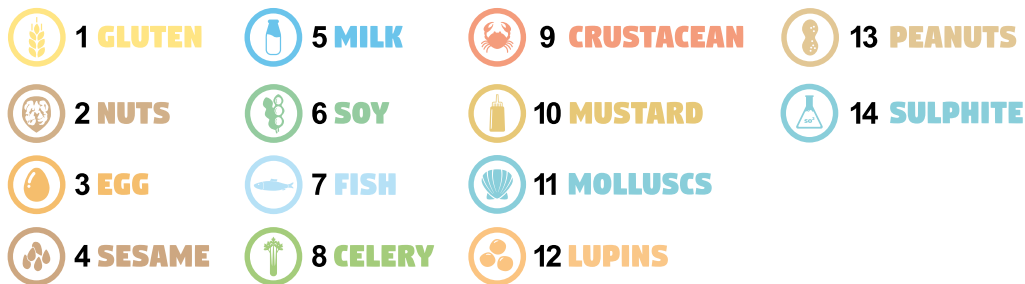 1 GLUTEN
2 NUTS
3 EGG
4 SESAME
5 MILK
6 SOY
7 FISH
8 CELERY
9 CRUSTACEAN
10 MUSTARD
11 MOLLUSCS
12 LUPINS
13 PEANUTS
14 SULPHITE
SO²